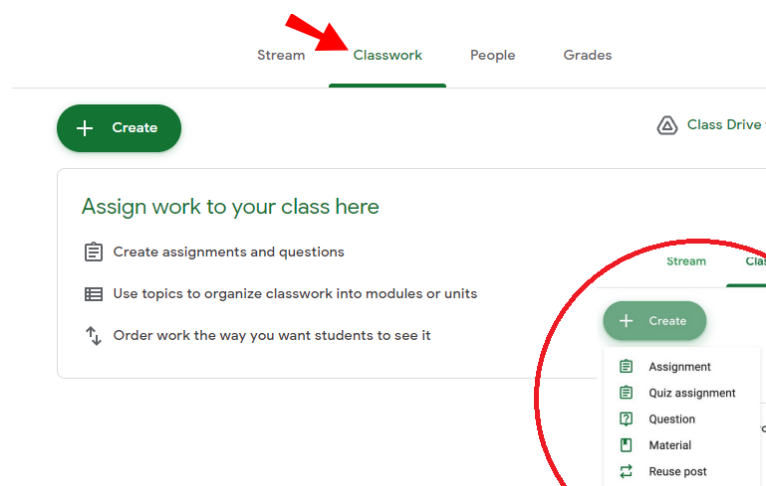 Stream Classwork People Grades
Create
Class Drive
Assign work to your class here
Create assignments and questions
Use topics to organize classwork into modules or units
Order work the way you want students to see it
Stream
Create
Assignment
Quiz assignment
Question
Material
Reuse post